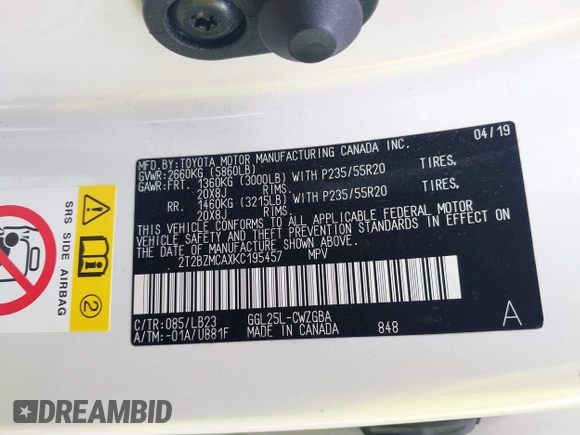 MFD.BY:TOYOTA MOTOR MANUFACTURING CANADA INC. 04/19
GVWR:2660KG (5860LB)
GAWR:FRT. 1360KG (3000LB) WITH P235/55R20 TIRES,
20X8J RIMS.
RR. 1460KG (3215LB) WITH P235/55R20 TIRES,
20X8J RIMS.
THIS VEHICLE CONFORMS TO ALL APPLICABLE FEDERAL MOTOR
VEHICLE SAFETY STANDARDS IN EFFECT ON
THE DATE OF MANUFACTURE SHOWN ABOVE.
2T2BZMCAXKC195457 MPV
C/TR:085/LB23 GGL25L-CWZGBA
A/TM:-01A/U881F MADE IN CANADA 848
A
SRS SIDE AIRBAG
2
DREAMBID